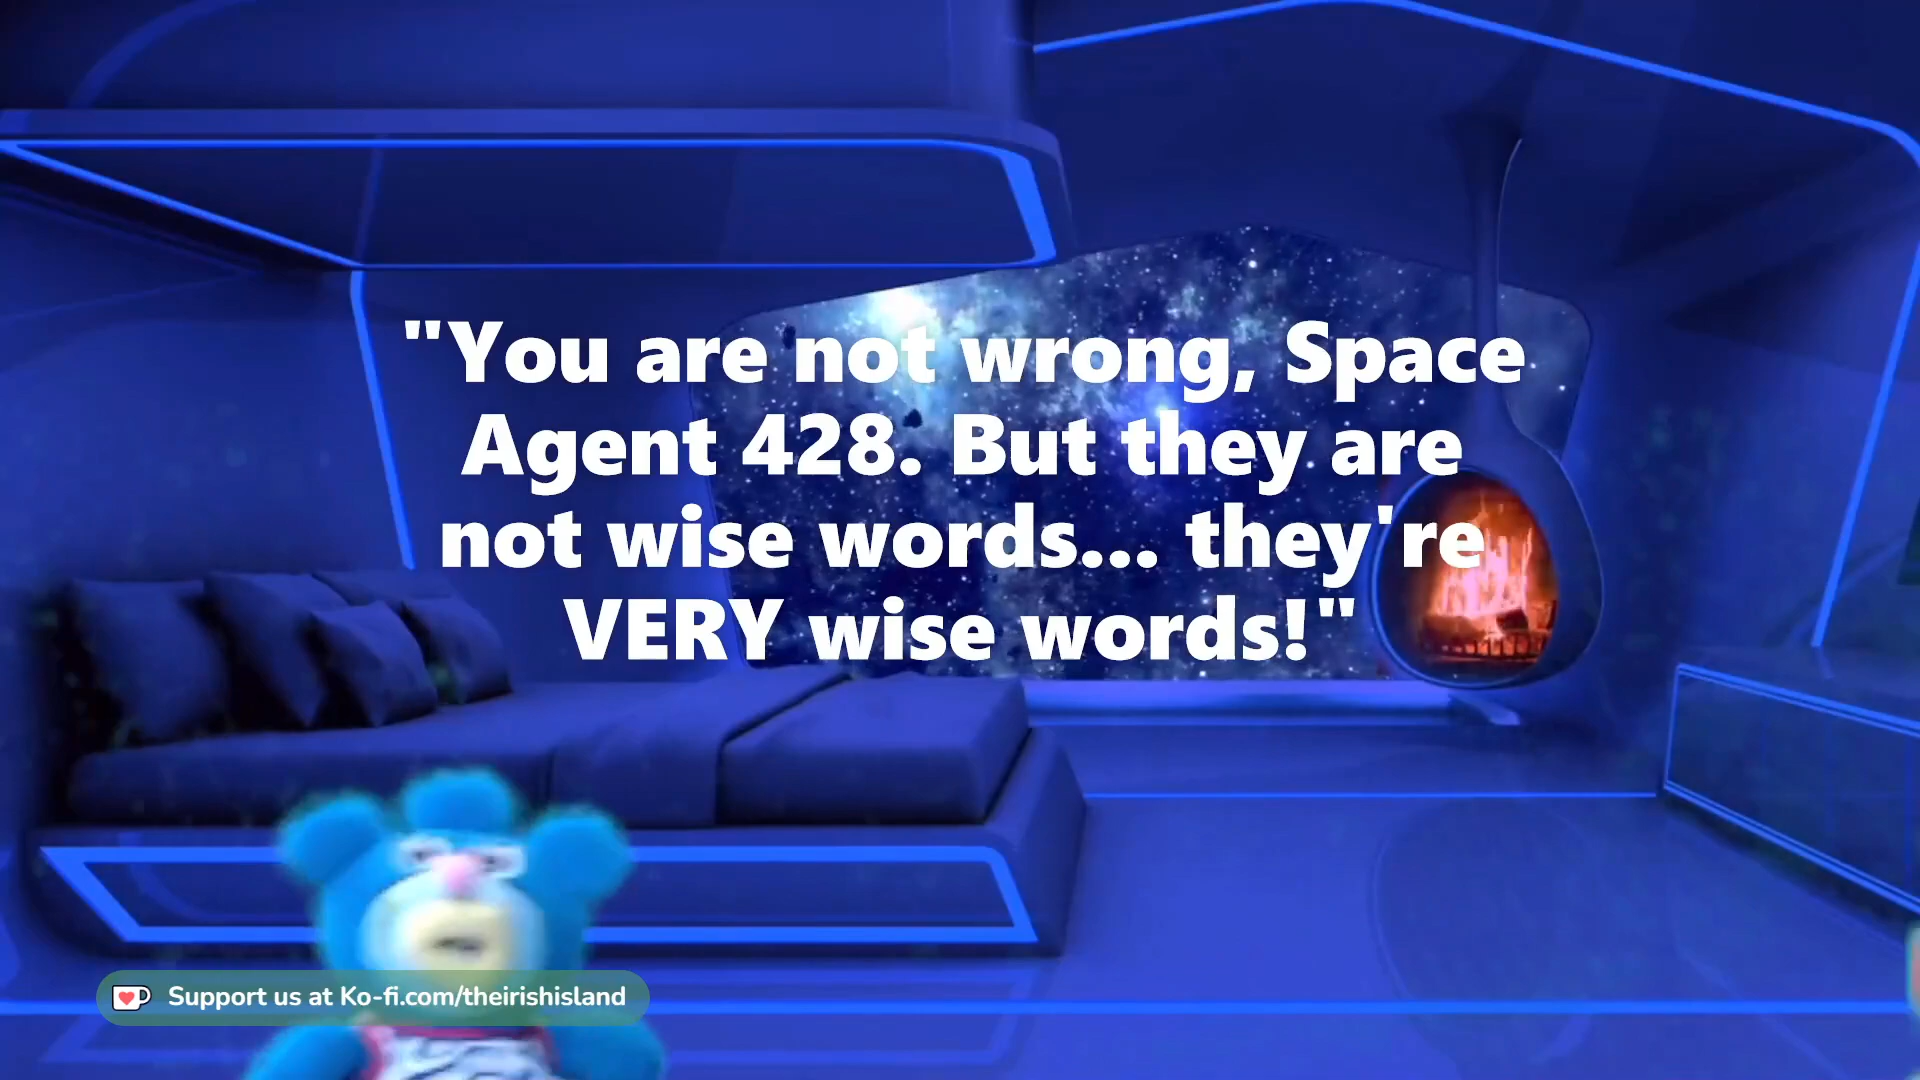 "You are not wrong, Space
Agent 428. But they are
not wise words... they're
VERY wise words!"
Support us at Ko-fi.com/theirishisland